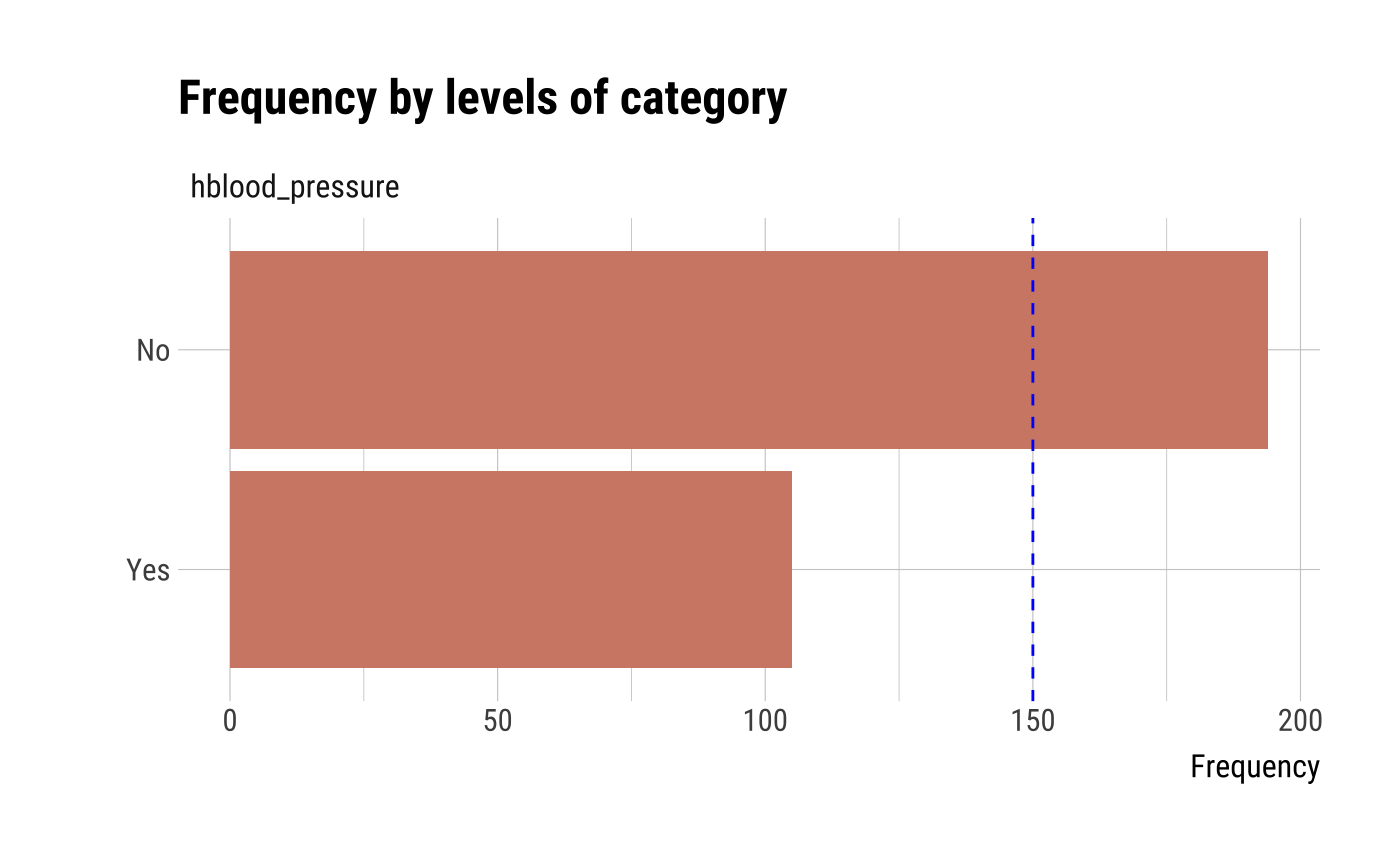 Frequency by levels of category
hblood_pressure
No
Yes
0 50 100 150 200
Frequency